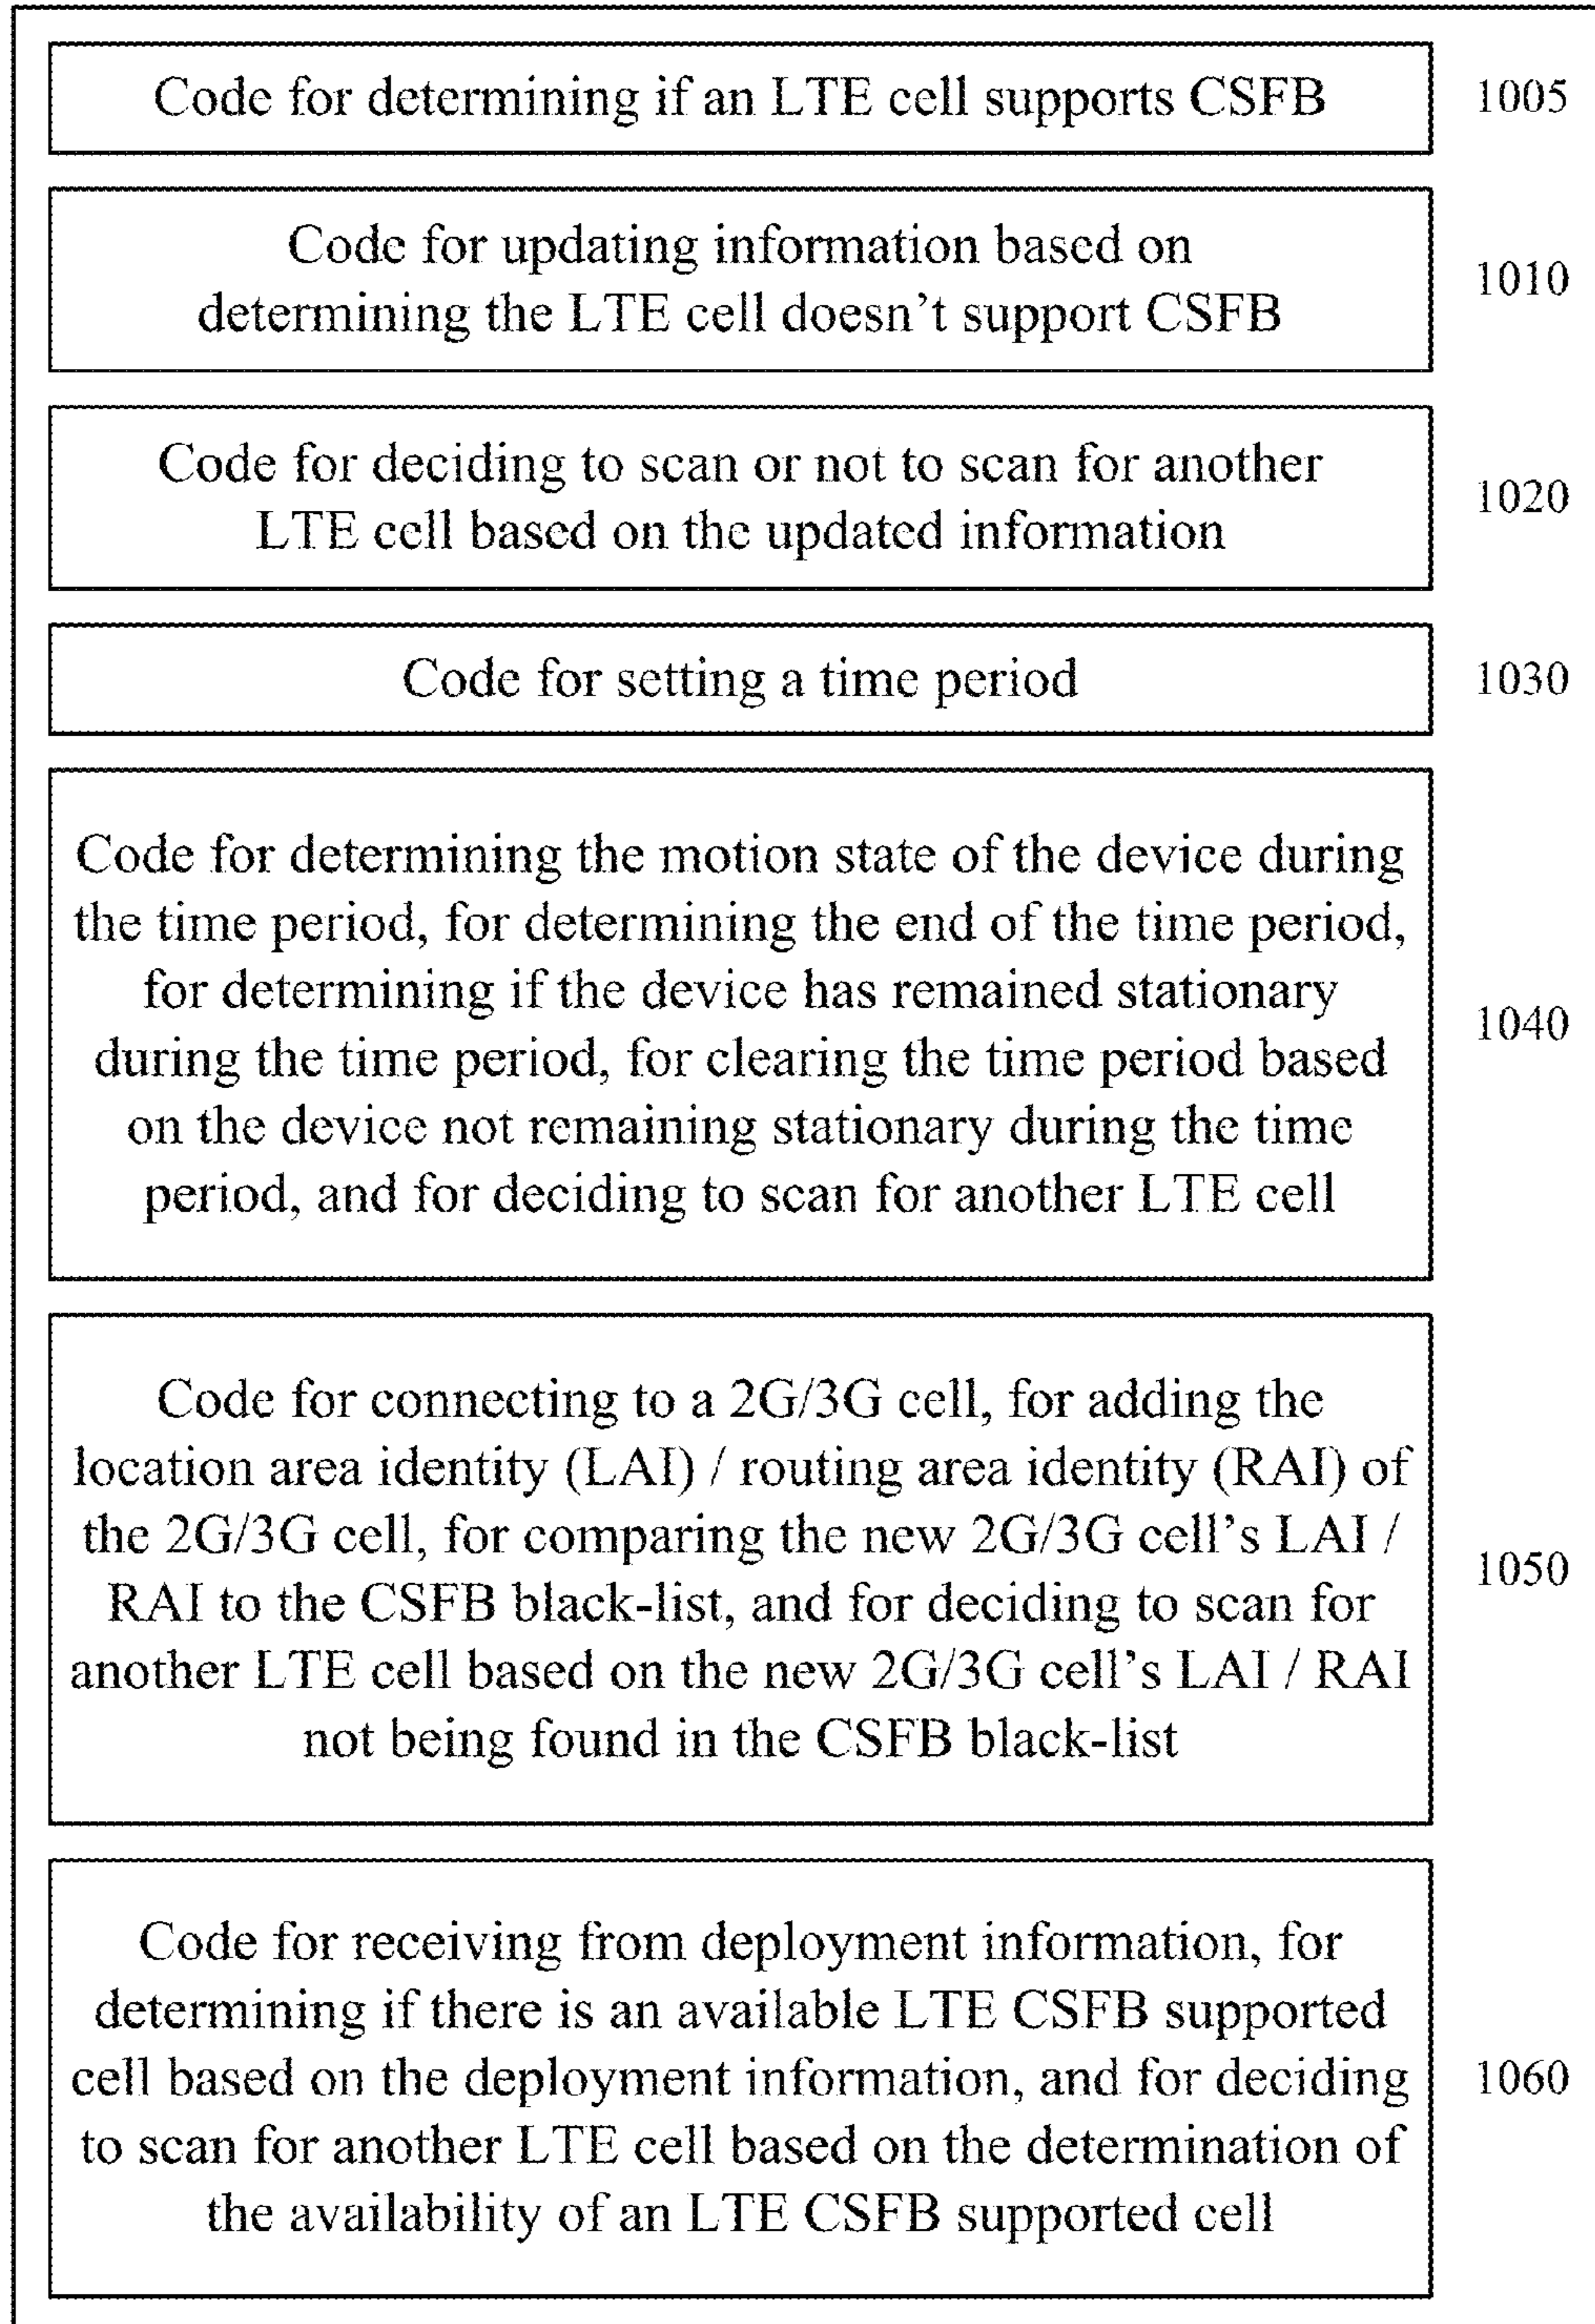 Code for determining if an LTE cell supports CSFB
1005
Code for updating information based on
determining the LTE cell doesn’t support CSFB
1010
Code for deciding to scan or not to scan for another
LTE cell based on the updated information
1020
Code for setting a time period
1030
Code for determining the motion state of the device during
the time period, for determining the end of the time period,
for determining if the device has remained stationary
during the time period, for clearing the time period based
on the device not remaining stationary during the time
period, and for deciding to scan for another LTE cell
1040
Code for connecting to a 2G/3G cell, for adding the
location area identity (LAI) / routing area identity (RAI) of
the 2G/3G cell, for comparing the new 2G/3G cell’s LAI /
RAI to the CSFB black-list, and for deciding to scan for
another LTE cell based on the new 2G/3G cell’s LAI / RAI
not being found in the CSFB black-list
1050
Code for receiving from deployment information, for
determining if there is an available LTE CSFB supported
cell based on the deployment information, and for deciding
to scan for another LTE cell based on the determination of
the availability of an LTE CSFB supported cell
1060